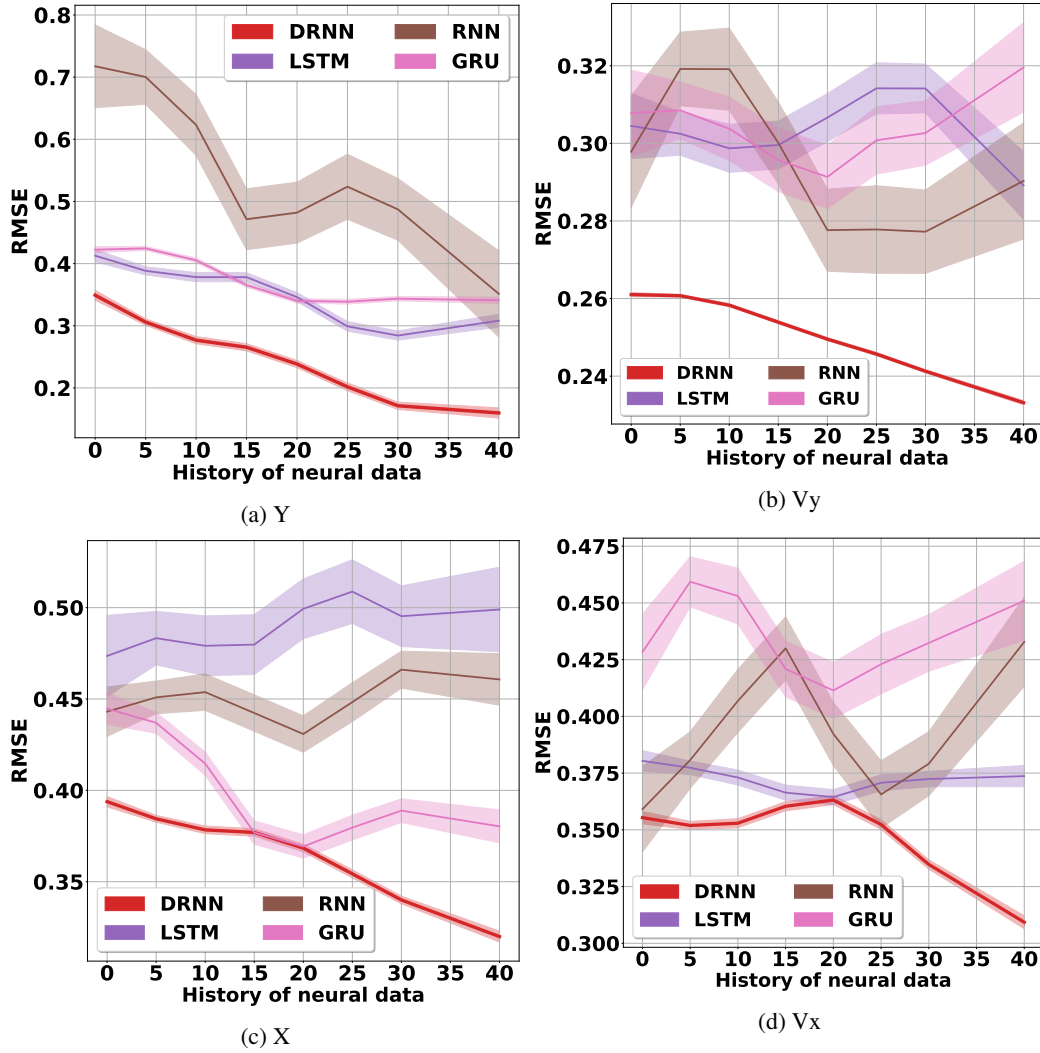 0.8
0.7
0.6
0.5
0.4
0.3
0.2
RMSE
DRNN RNN
LSTM GRU
0 5 10 15 20 25 30 35 40
History of neural data
(a) Y
0.32
0.30
0.28
0.26
0.24
RMSE
DRNN RNN
LSTM GRU
0 5 10 15 20 25 30 35 40
History of neural data
(b) Vy
0.50
0.45
0.40
0.35
RMSE
DRNN RNN
LSTM GRU
0 5 10 15 20 25 30 35 40
History of neural data
(c) X
0.475
0.450
0.425
0.400
0.375
0.350
0.325
0.300
RMSE
DRNN RNN
LSTM GRU
0 5 10 15 20 25 30 35 40
History of neural data
(d) Vx